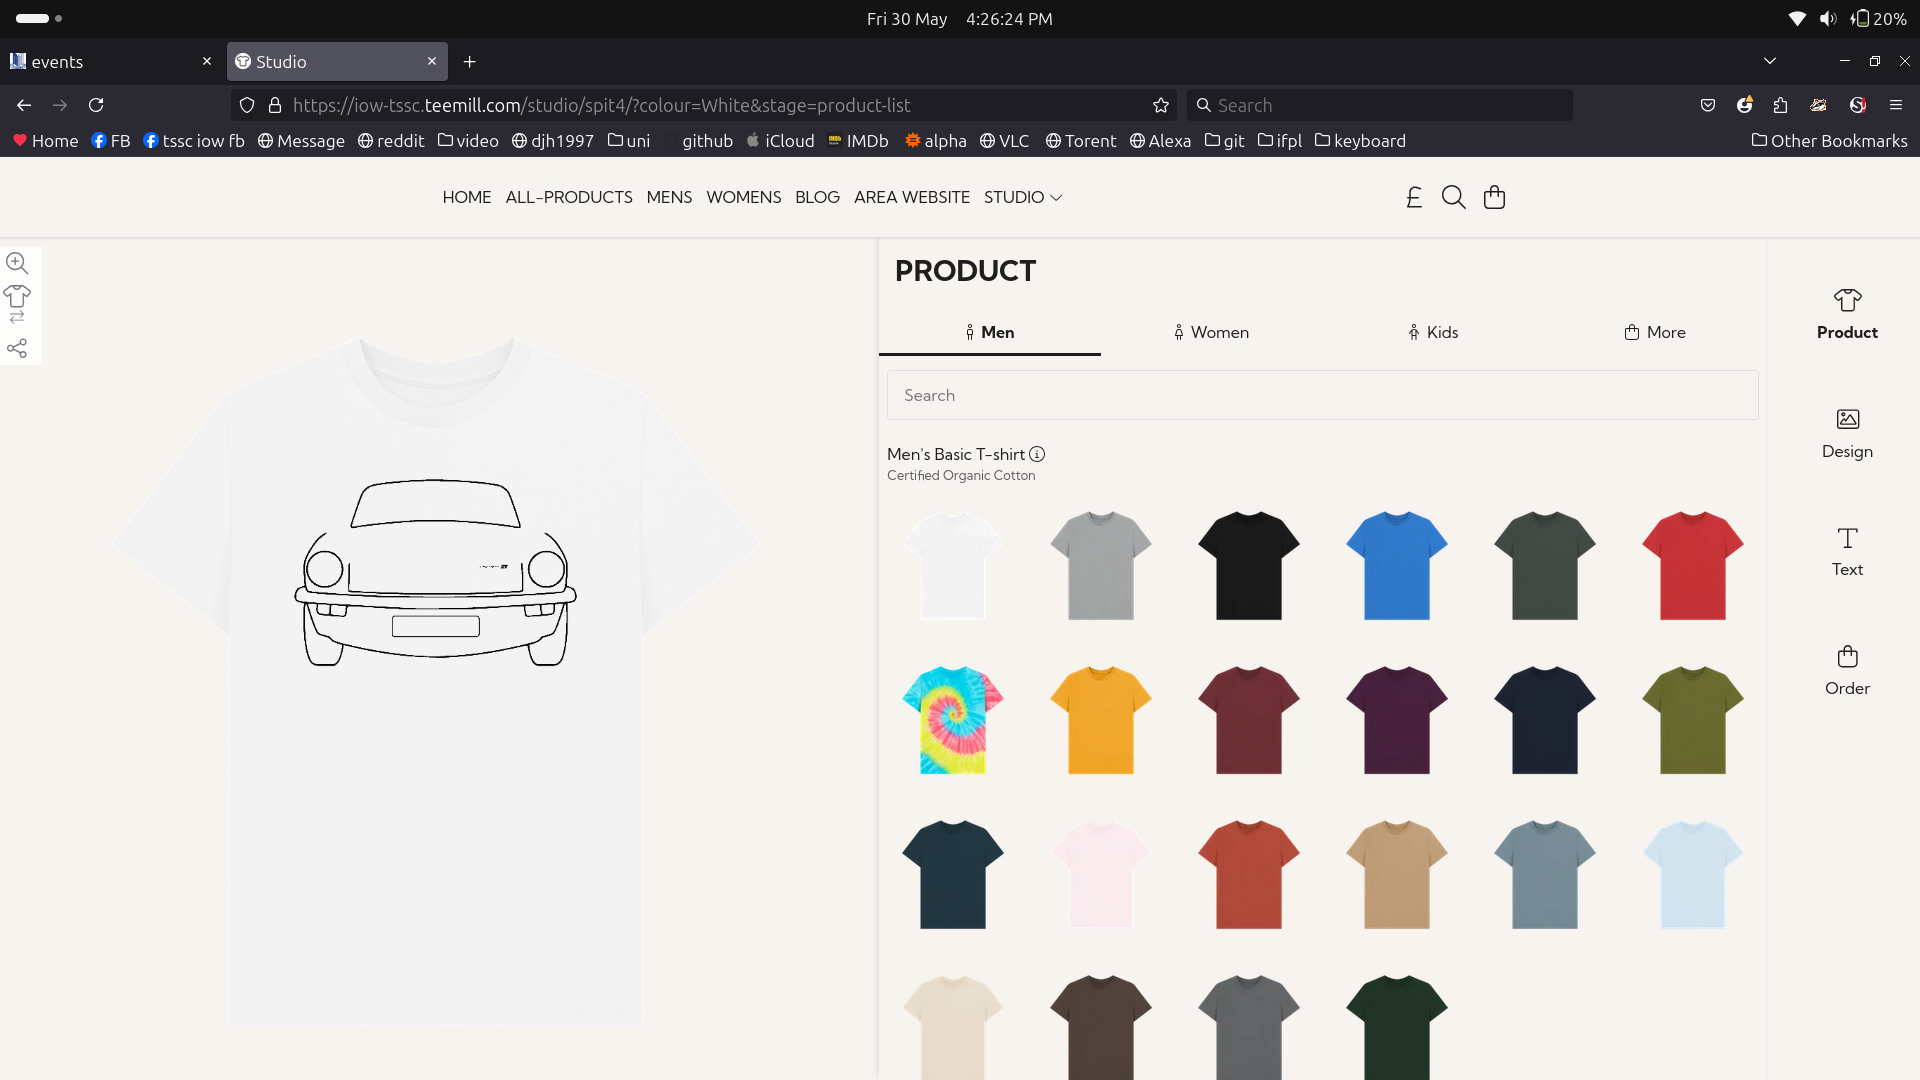 Fri 30 May 4:26:24 PM
20%
events
Studio
https://iow-tssc.teemill.com/studio/spit4/?colour=White&stage=product-list
Search
Home FB tssc iow fb Message reddit video djh1997 uni github iCloud IMDb alpha VLC Torent Alexa git ifpl keyboard Other Bookmarks
HOME ALL-PRODUCTS MENS WOMENS BLOG AREA WEBSITE STUDIO
£
PRODUCT
Men Women Kids More
Search
Men's Basic T-shirt
Certified Organic Cotton
Product
Design
Text
Order